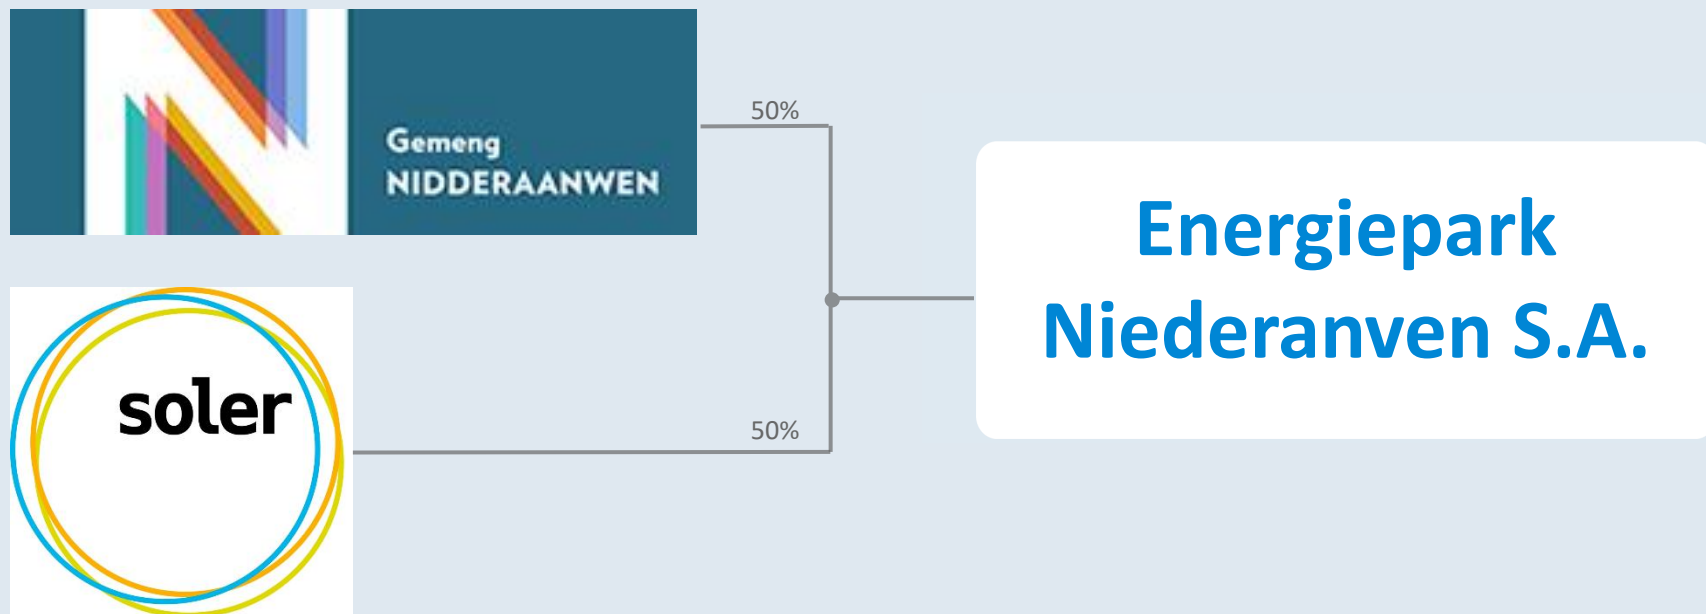 Gemeng
NIDDERAANWEN
50%
Energiepark
Niederanven S.A.
soler
50%